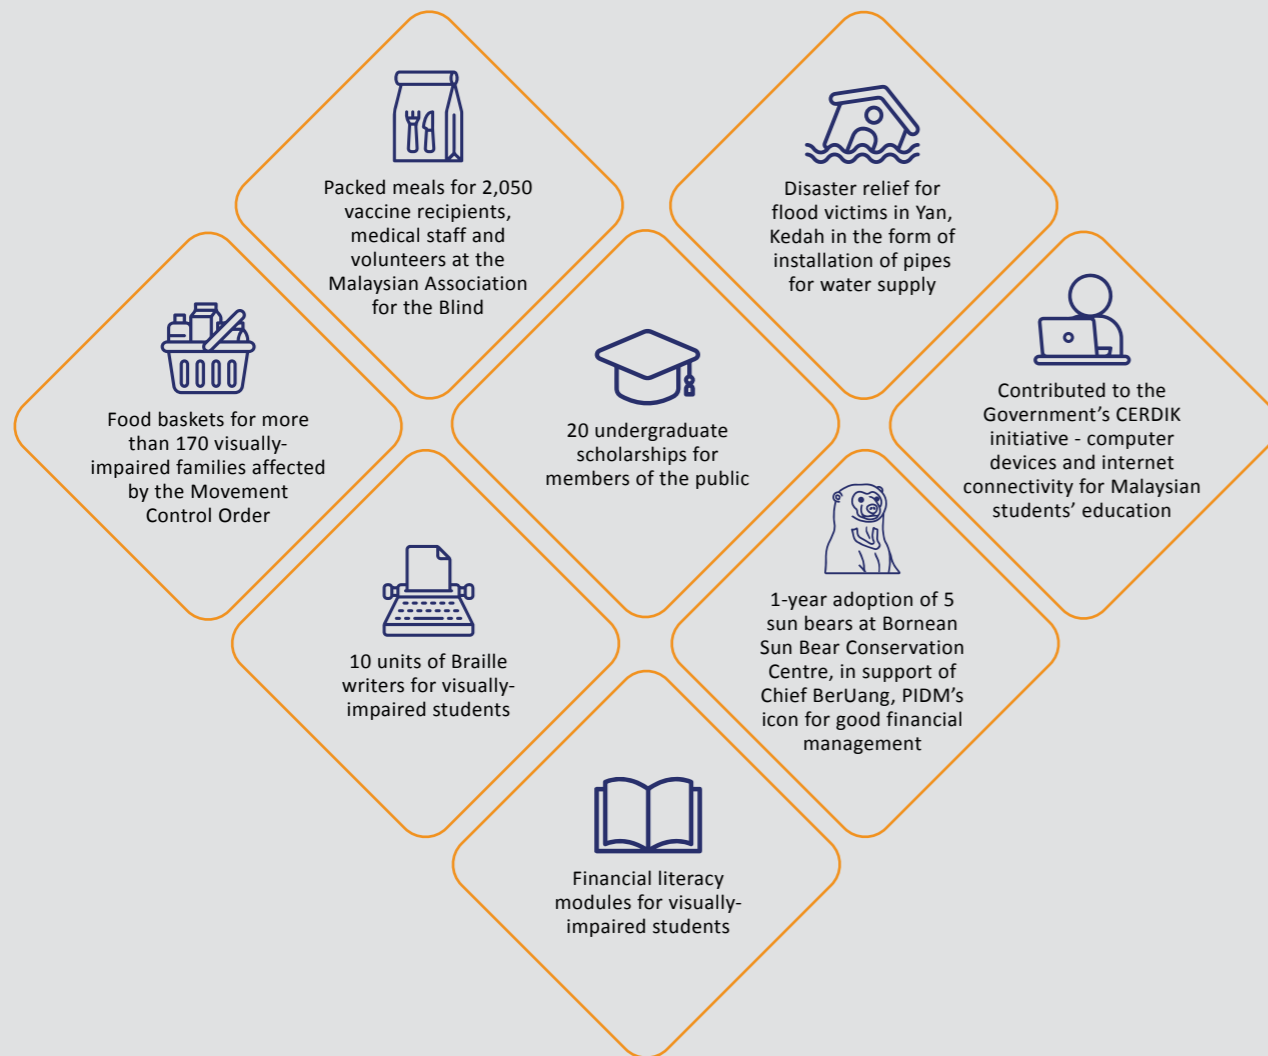 Packed meals for 2,050
vaccine recipients,
medical staff and
volunteers at the
Malaysian Association
for the Blind
Disaster relief for
flood victims in Yan,
Kedah in the form of
installation of pipes
for water supply
Food baskets for more
than 170 visually-
impaired families affected
by the Movement
Control Order
20 undergraduate
scholarships for
members of the public
Contributed to the
Government’s CERDIK
initiative - computer
devices and internet
connectivity for Malaysian
students’ education
10 units of Braille
writers for visually-
impaired students
1-year adoption of 5
sun bears at Bornean
Sun Bear Conservation
Centre, in support of
Chief BerUang, PIDM’s
icon for good financial
management
Financial literacy
modules for visually-
impaired students